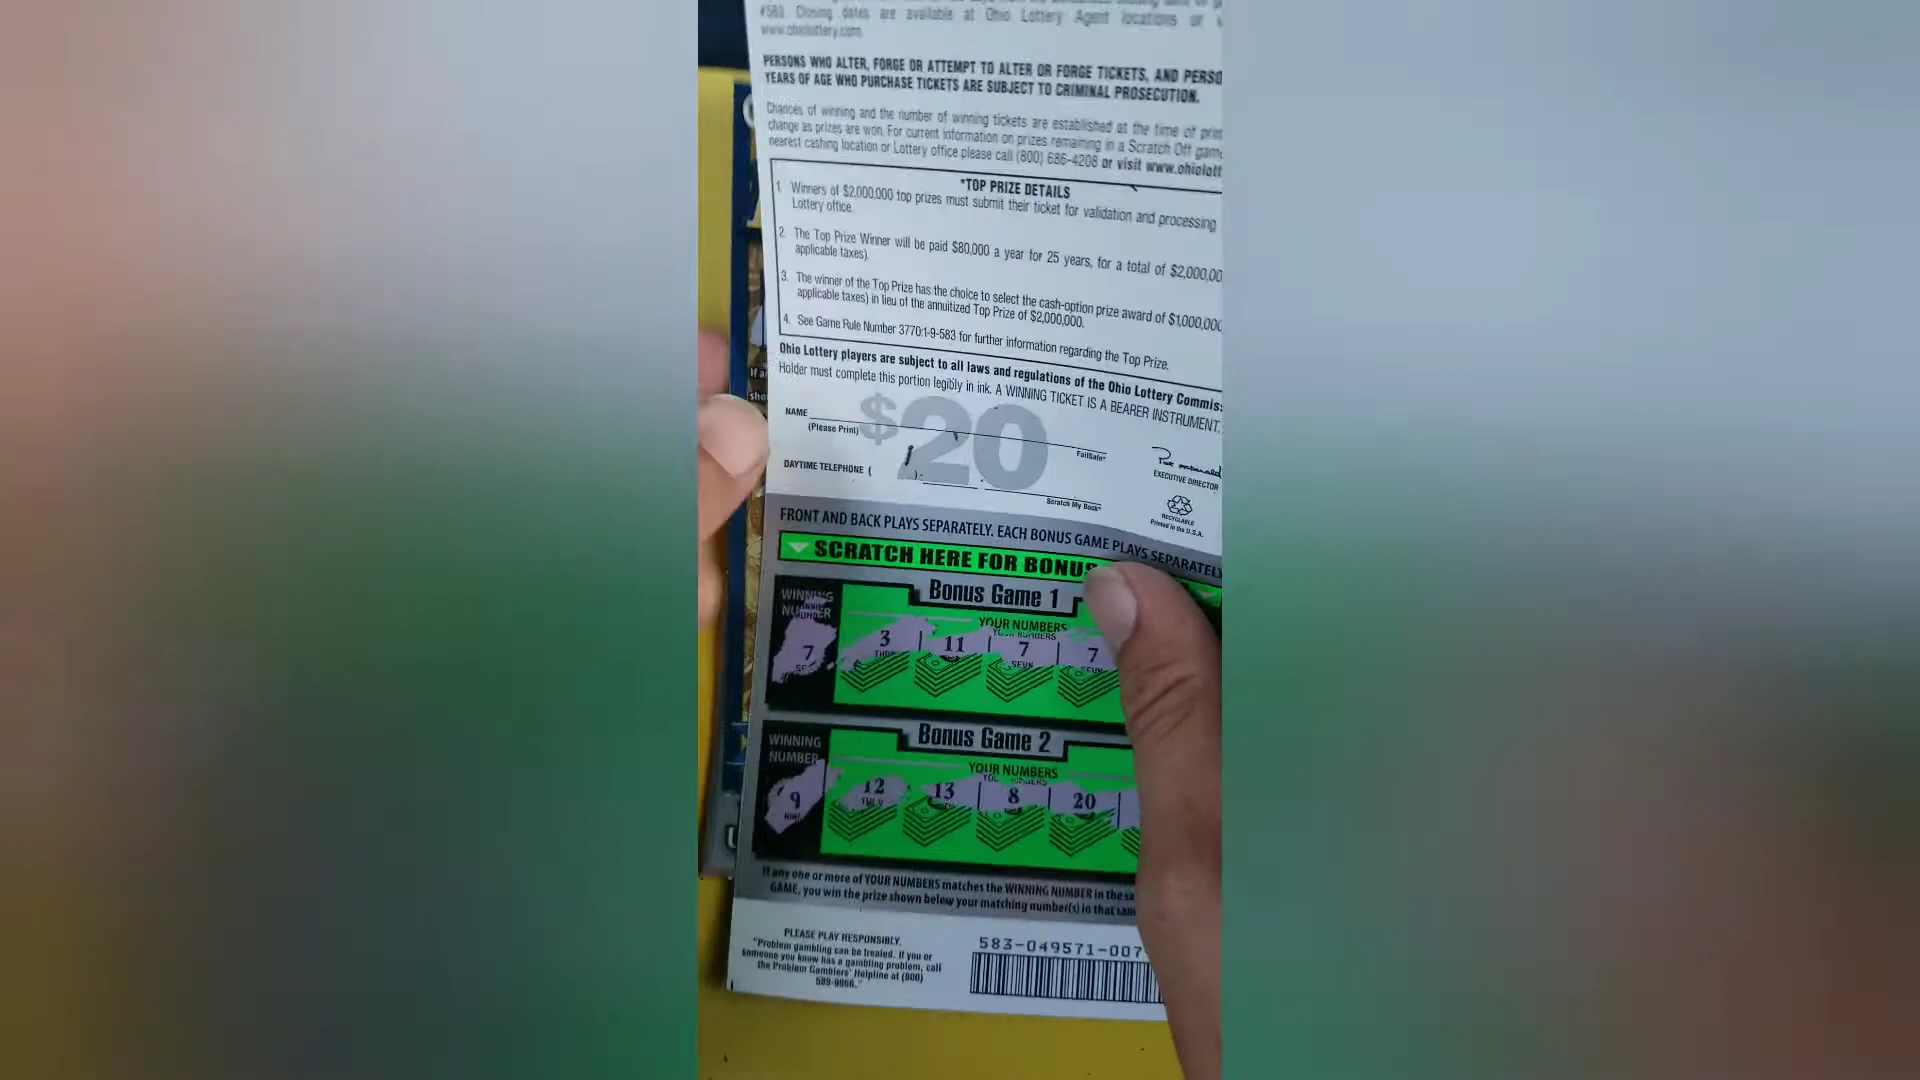 #583. Closing dates are available at Ohio Lottery Agent locations or
www.ohiolottery.com
PERSONS WHO ALTER, FORGE OR ATTEMPT TO ALTER OR FORGE TICKETS, AND PERSO
YEARS OF AGE WHO PURCHASE TICKETS ARE SUBJECT TO CRIMINAL PROSECUTION.
Chances of winning and the number of winning tickets are established at the time of prin
change as prizes are won. For current information on prizes remaining in a Scratch Off game
nearest cashing location or Lottery office please call (800) 686-4208 or visit www.ohiolott
*TOP PRIZE DETAILS
1. Winners of $2,000,000 top prizes must submit their ticket for validation and processing
Lottery office.
2. The Top Prize Winner will be paid $80,000 a year for 25 years, for a total of $2,000,00
applicable taxes).
3. The winner of the Top Prize has the choice to select the cash-option prize award of $1,000,000
applicable taxes) in lieu of the annuitized Top Prize of $2,000,000.
4. See Game Rule Number 3770:1-9-583 for further information regarding the Top Prize.
Ohio Lottery players are subject to all laws and regulations of the Ohio Lottery Commis
Holder must complete this portion legibly in ink. A WINNING TICKET IS A BEARER INSTRUMENT.
$20
NAME
(Please Print)
FailSafe®
DAYTIME TELEPHONE ( )
Scratch My Back®
EXECUTIVE DIRECTOR
RECYCLABLE
Printed in the U.S.A.
FRONT AND BACK PLAYS SEPARATELY. EACH BONUS GAME PLAYS SEPARATELY
SCRATCH HERE FOR BONUS
Bonus Game 1
WINNING
NUMBER
YOUR NUMBERS
7
3 11 7 7
SEVN
Bonus Game 2
WINNING
NUMBER
YOUR NUMBERS
9
12 13 8 20
If any one or more of YOUR NUMBERS matches the WINNING NUMBER in the sa
GAME, you win the prize shown below your matching number(s) in that sam
PLEASE PLAY RESPONSIBLY.
"Problem gambling can be treated. If you or
someone you know has a gambling problem, call
the Problem Gamblers' Helpline at (800)
589-9966."
583-049571-007